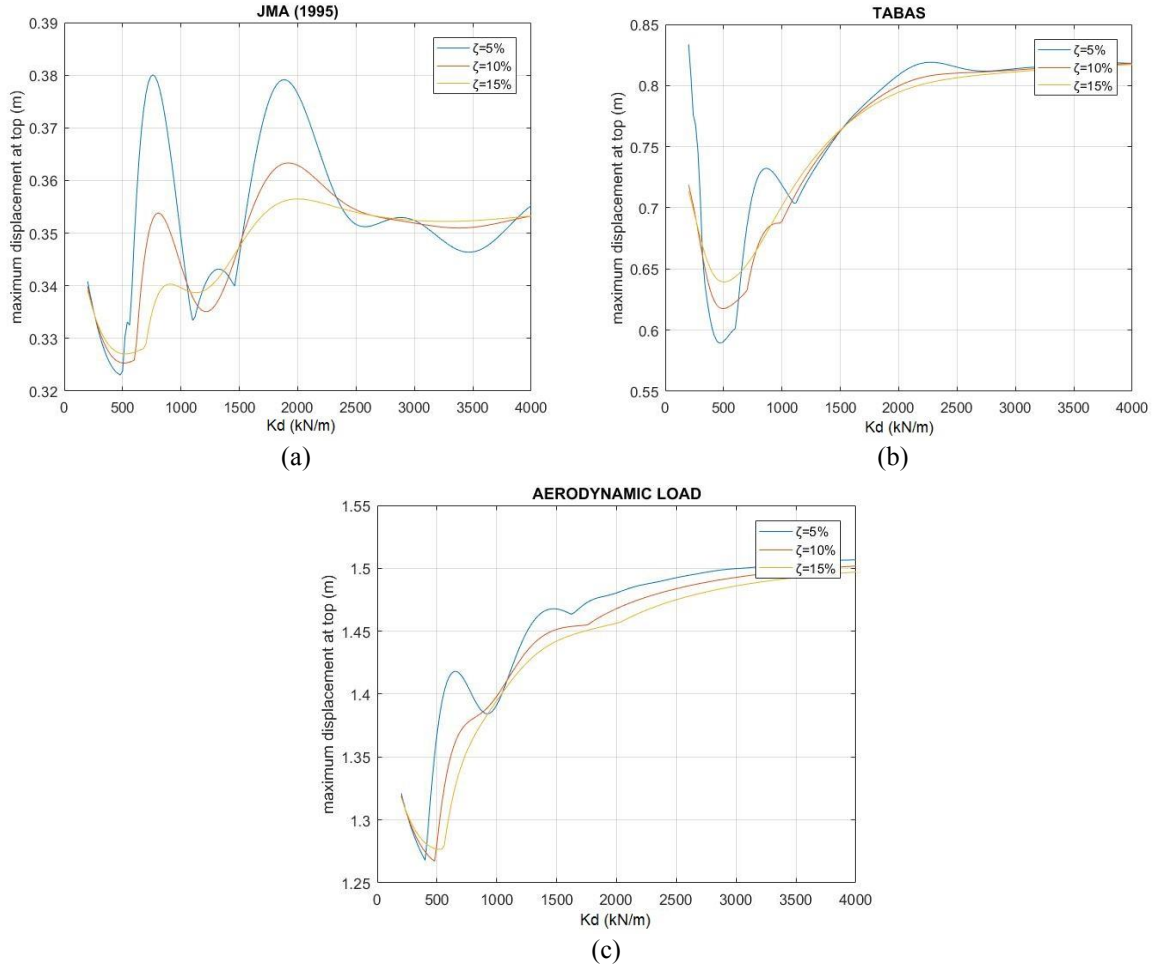 JMA (1995)
maximum displacement at top (m)
0.39
0.38
0.37
0.36
0.35
0.34
0.33
0.32
ζ=5%
ζ=10%
ζ=15%
0 500 1000 1500 2000 2500 3000 3500 4000
Kd (kN/m)
(a)
TABAS
maximum displacement at top (m)
0.85
0.8
0.75
0.7
0.65
0.6
0.55
ζ=5%
ζ=10%
ζ=15%
0 500 1000 1500 2000 2500 3000 3500 4000
Kd (kN/m)
(b)
AERODYNAMIC LOAD
maximum displacement at top (m)
1.55
1.5
1.45
1.4
1.35
1.3
1.25
ζ=5%
ζ=10%
ζ=15%
0 500 1000 1500 2000 2500 3000 3500 4000
Kd (kN/m)
(c)